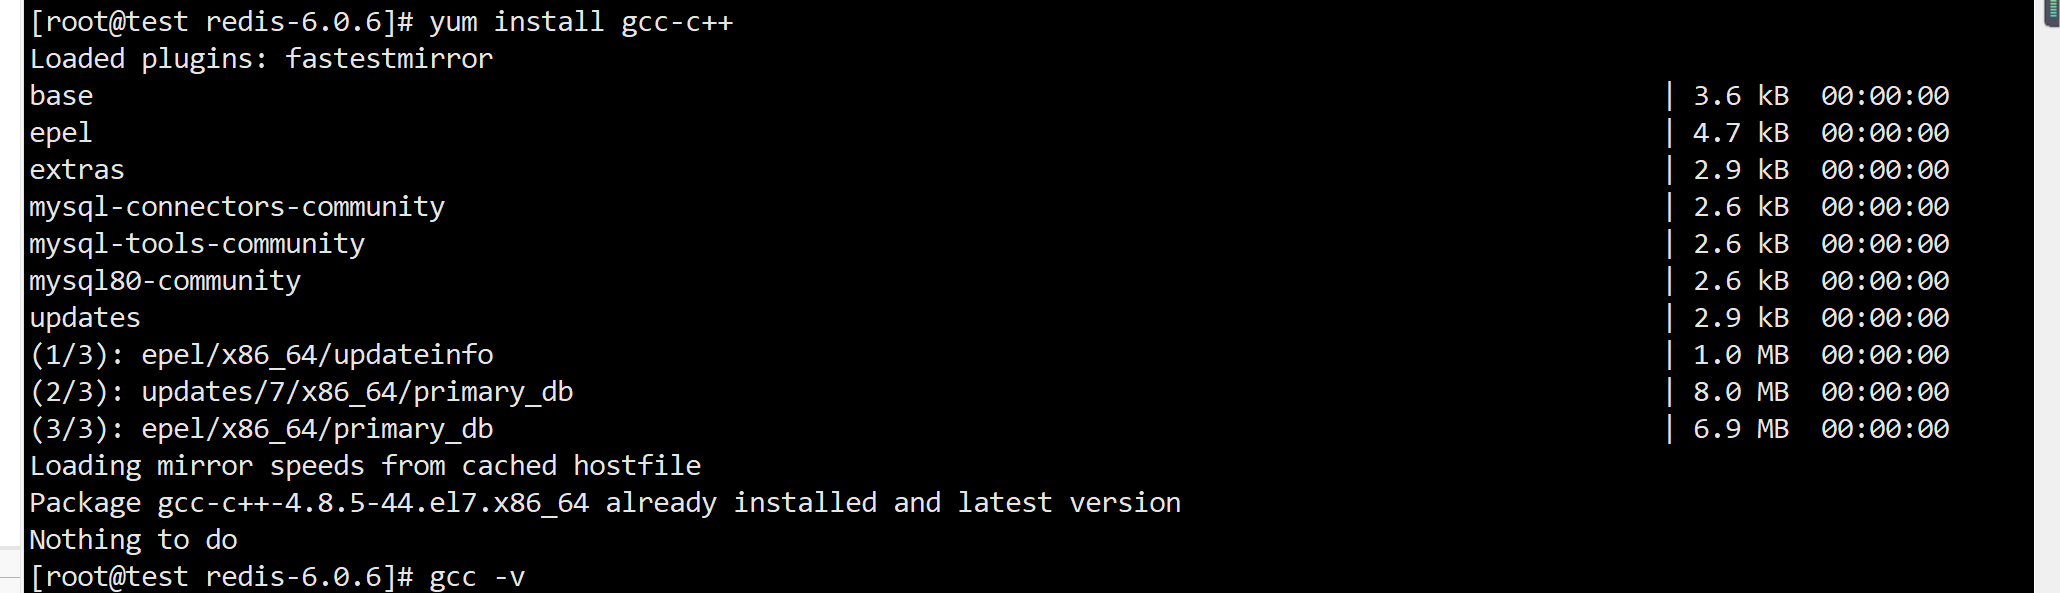 [root@test redis-6.0.6]# yum install gcc-c++
Loaded plugins: fastestmirror
base | 3.6 kB 00:00:00
epel | 4.7 kB 00:00:00
extras | 2.9 kB 00:00:00
mysql-connectors-community | 2.6 kB 00:00:00
mysql-tools-community | 2.6 kB 00:00:00
mysql80-community | 2.6 kB 00:00:00
updates | 2.9 kB 00:00:00
(1/3): epel/x86_64/updateinfo | 1.0 MB 00:00:00
(2/3): updates/7/x86_64/primary_db | 8.0 MB 00:00:00
(3/3): epel/x86_64/primary_db | 6.9 MB 00:00:00
Loading mirror speeds from cached hostfile
Package gcc-c++-4.8.5-44.el7.x86_64 already installed and latest version
Nothing to do
[root@test redis-6.0.6]# gcc -v